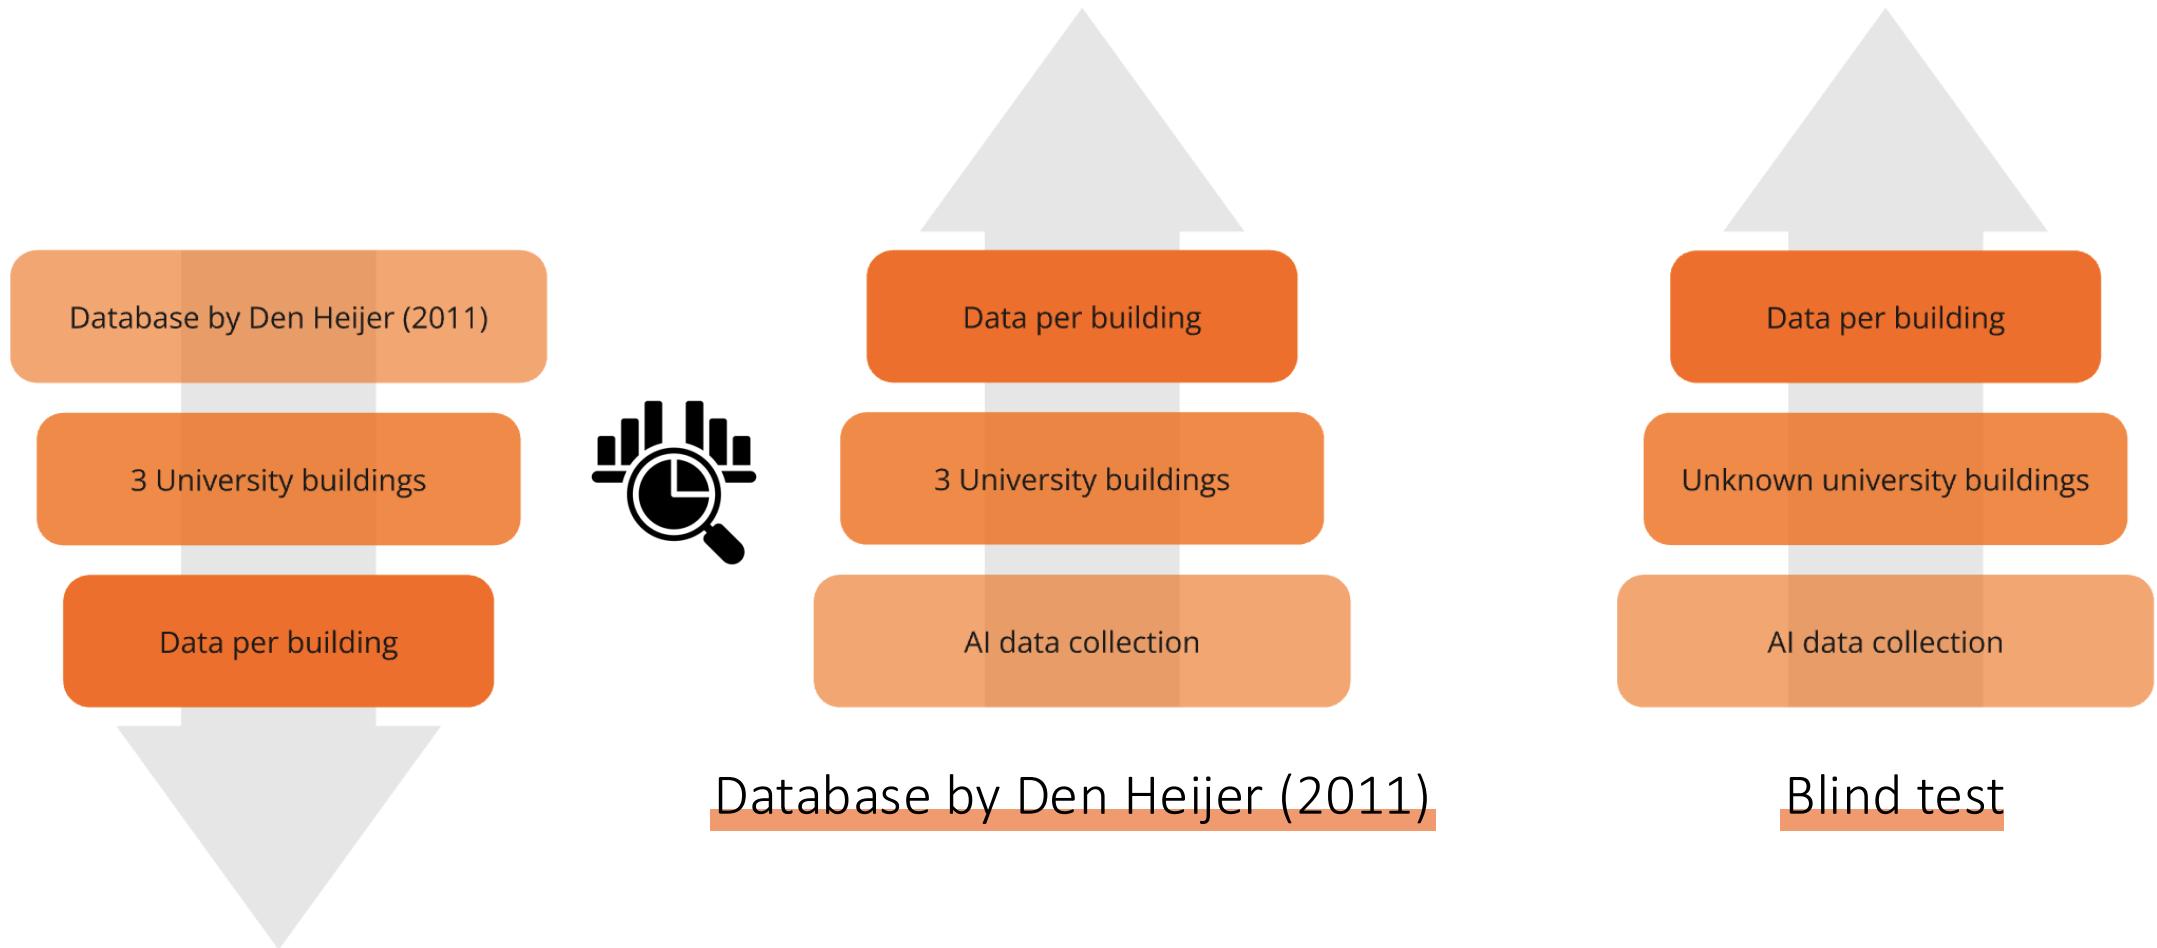 Database by Den Heijer (2011)
3 University buildings
Data per building
Data per building
3 University buildings
AI data collection
Database by Den Heijer (2011)
Data per building
Unknown university buildings
AI data collection
Blind test